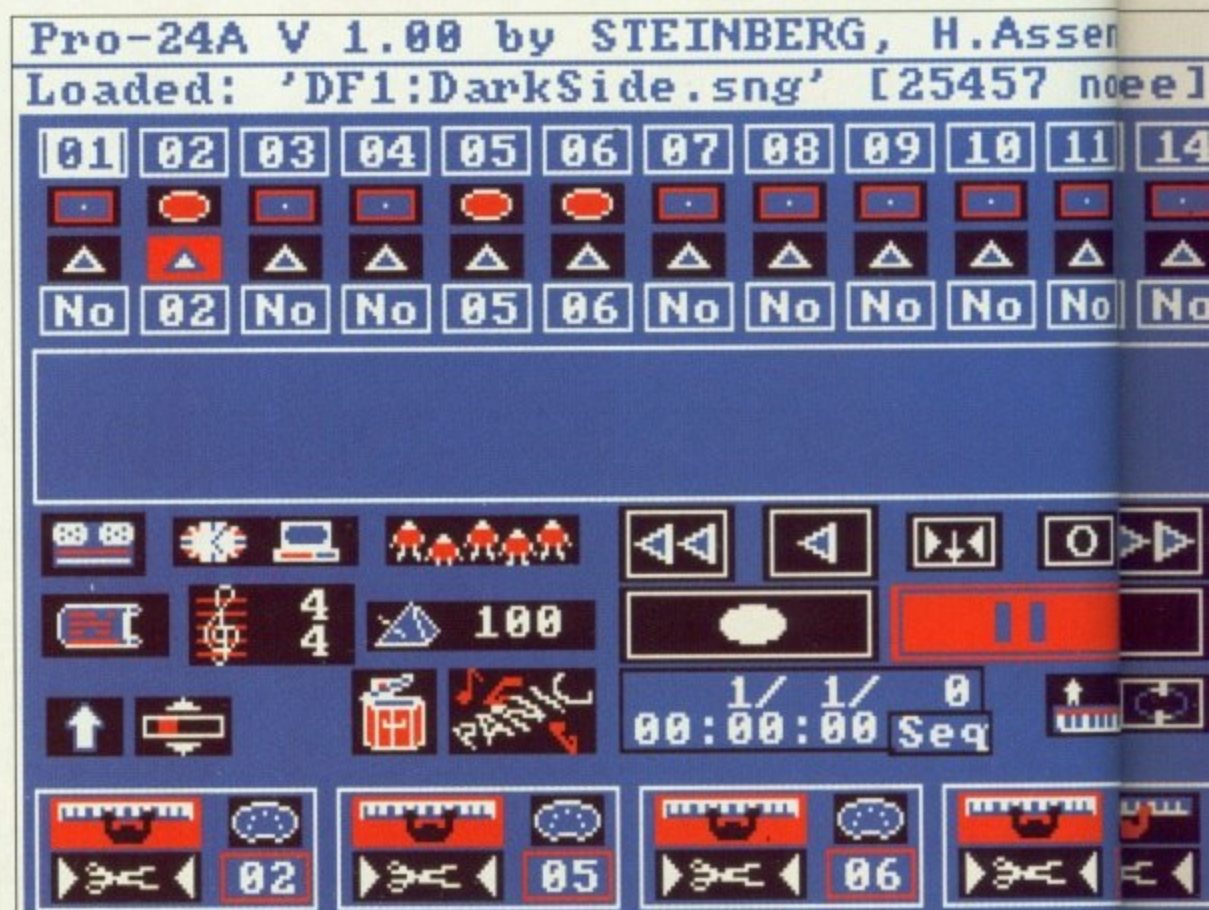 Pro-24A V 1.00 by STEINBERG, H.Assen
Loaded: 'DF1:DarkSide.sng' [25457
01 02 03 04 05 06 07 08 09 10 11 14
No 02 No No 05 06 No No No No No No
4
4
100
PANIC
1/ 1/ 0
00:00:00 Seq
02 05 06